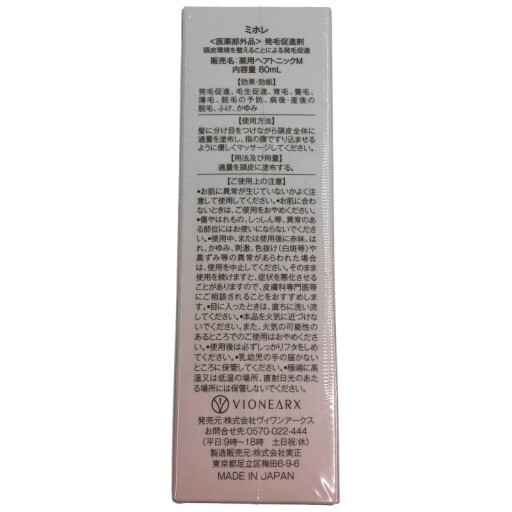 ミホレ
<医薬部外品> 発毛促進剤
頭皮環境を整えることによる発毛促進
販売名:薬用ヘアトニックM
内容量 80mL
【効果・効能】
発毛促進、毛生促進、育毛、養毛、
薄毛、脱毛の予防、病後・産後の
脱毛、ふけ、かゆみ
【使用方法】
髪に分け目をつけながら頭皮全体に
適量を塗布し、指の腹ですり込ませる
ように優しくマッサージしてください。
【用法及び用量】
適量を頭皮に塗布する。
【ご使用上の注意】
•お肌に異常が生じていないかよく注
意して使用してください。•お肌に合わ
ないときは、ご使用をおやめください。
•傷やはれもの、しっしん等、異常のあ
る部位にはお使いにならないでくださ
い。•使用中、または使用後に赤味、は
れ、かゆみ、刺激、色抜け(白斑等)や
黒ずみ等の異常があらわれた場合
は、使用を中止してください。そのまま
使用を続けますと、症状を悪化させる
ことがありますので、皮膚科専門医等
にご相談されることをおすすめしま
す。•目に入ったときは、直ちに洗い流し
てください。•本品を火気に近づけな
いでください。また、火気の可能性の
あるところでのご使用はおやめください。
•使用後は必ずしっかりフタをしめ
てください。•乳幼児の手の届かない
ところに保管してください。•極端に高
温又は低温の場所、直射日光のあた
る場所には保管しないでください。
VIONEARX
発売元:株式会社ヴィワンアークス
お問合せ先:0570-022-444
(平日:9時~18時 土日祝:休)
製造販売元:株式会社実正
東京都足立区梅田6-9-6
MADE IN JAPAN